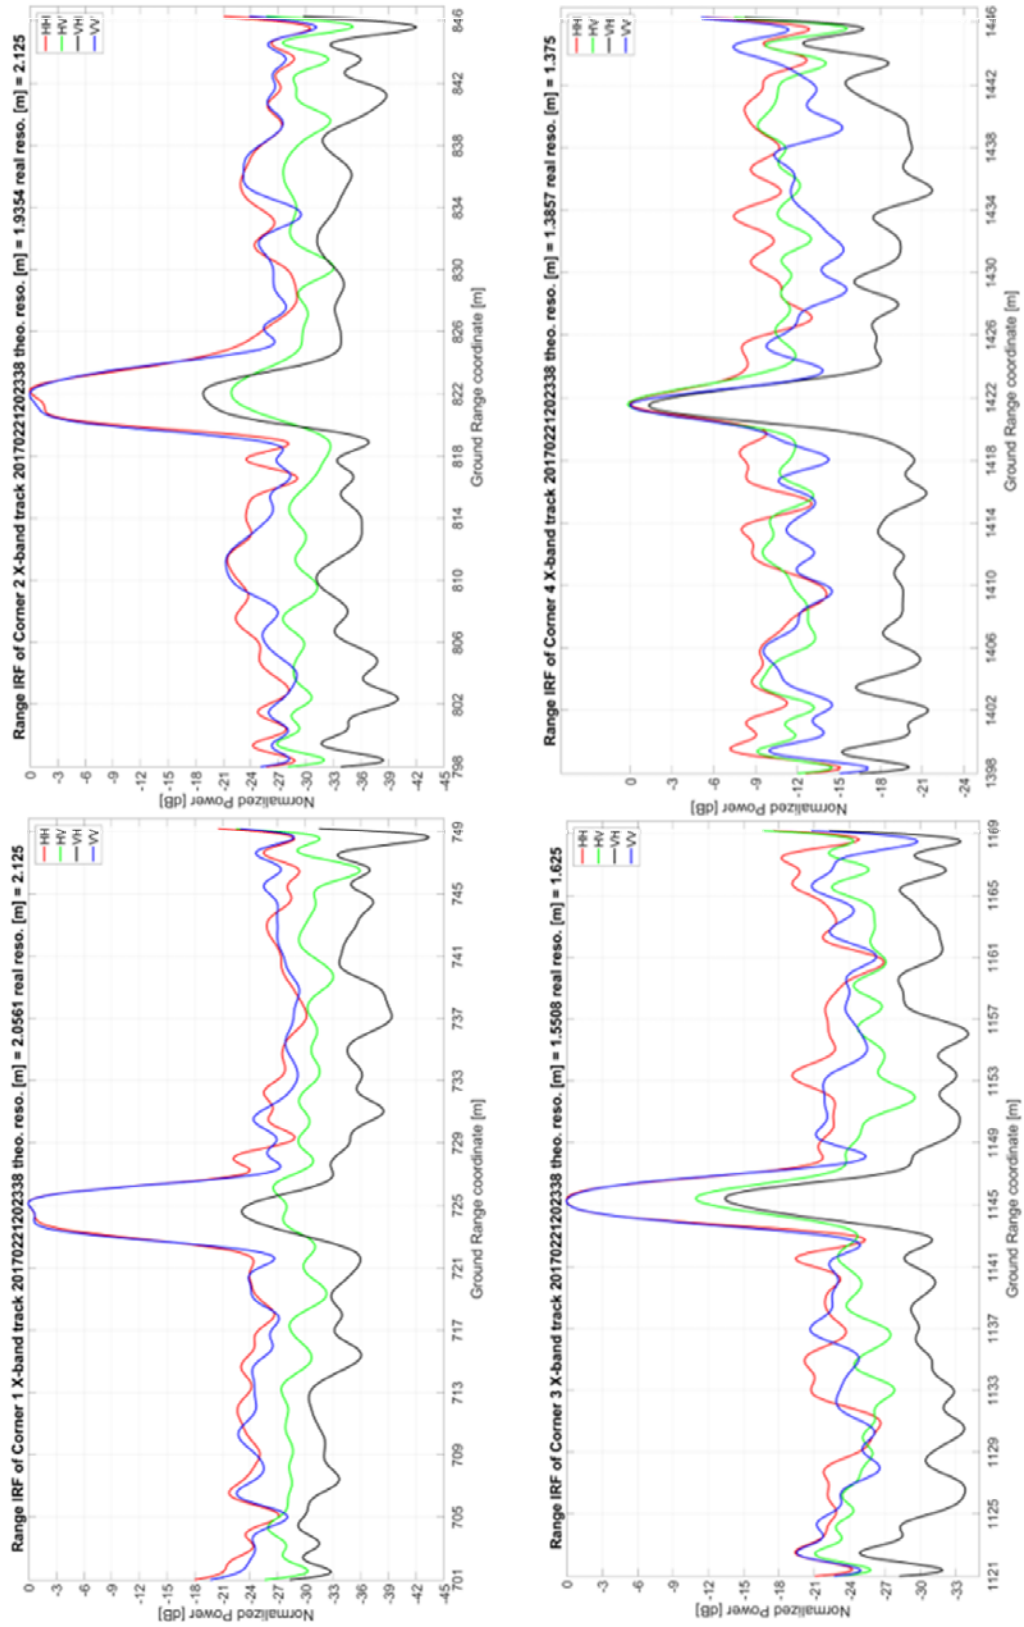 Range IRF of Corner 1 X-band track 20170221202338 theo. reso. [m] = 2.0561 real reso. [m] = 2.125
HH
HV
VH
VV
Normalized Power [dB]
0
-3
-6
-9
-12
-15
-18
-21
-24
-27
-30
-33
-36
-39
-42
-45
701 705 709 713 717 721 725 729 733 737 741 745 749
Ground Range coordinate [m]
Range IRF of Corner 2 X-band track 20170221202338 theo. reso. [m] = 1.9354 real reso. [m] = 2.125
HH
HV
VH
VV
Normalized Power [dB]
0
-3
-6
-9
-12
-15
-18
-21
-24
-27
-30
-33
-36
-39
-42
-45
798 802 806 810 814 818 822 826 830 834 838 842 846
Ground Range coordinate [m]
Range IRF of Corner 3 X-band track 20170221202338 theo. reso. [m] = 1.5508 real reso. [m] = 1.625
HH
HV
VH
VV
Normalized Power [dB]
0
-3
-6
-9
-12
-15
-18
-21
-24
-27
-30
-33
1121 1125 1129 1133 1137 1141 1145 1149 1153 1157 1161 1165 1169
Ground Range coordinate [m]
Range IRF of Corner 4 X-band track 20170221202338 theo. reso. [m] = 1.3857 real reso. [m] = 1.375
HH
HV
VH
VV
Normalized Power [dB]
0
-3
-6
-9
-12
-15
-18
-21
-24
1398 1402 1406 1410 1414 1418 1422 1426 1430 1434 1438 1442 1446
Ground Range coordinate [m]